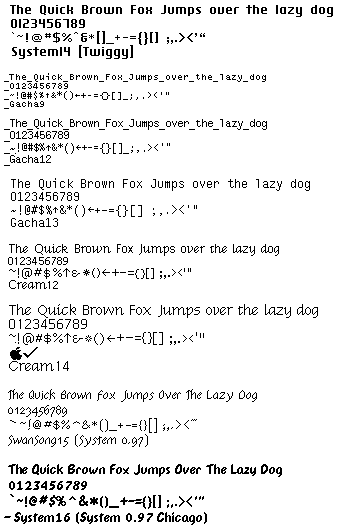 The Quick Brown Fox Jumps over the lazy dog
0123456789
`~!@#$%^&*[]_+-={}[] ;,.><'"
System14 [Twiggy]
_The_Quick_Brown_Fox_Jumps_over_the_lazy_dog
_0123456789
_~!@#$%↑&*()←+-={}[]_;,.><'"
_Gacha9
_The_Quick_Brown_Fox_Jumps_over_the_lazy_dog
_0123456789
_~!@#$%↑&*()←+-={}[]_;,.><'"
_Gacha12
The Quick Brown Fox Jumps over the lazy dog
0123456789
~!@#$%↑&*()←+-={}[] ;,.><'"
Gacha13
The Quick Brown Fox Jumps over the lazy dog
0123456789
~!@#$%↑&*()←+-={}[] ;,.><'"
Cream12
The Quick Brown Fox Jumps over the lazy dog
0123456789
~!@#$%↑&*()←+-={}[] ;,.><'"
✓
Cream14
The Quick Brown Fox Jumps Over The Lazy Dog
0123456789
`~!@#$%^&*()_+-={}[] ;,.><'"
SwanSong15 (System 0.97)
The Quick Brown Fox Jumps Over The Lazy Dog
0123456789
`~!@#$%^&*()_+-={}[] ;,.><'"
~System16 (System 0.97 Chicago)